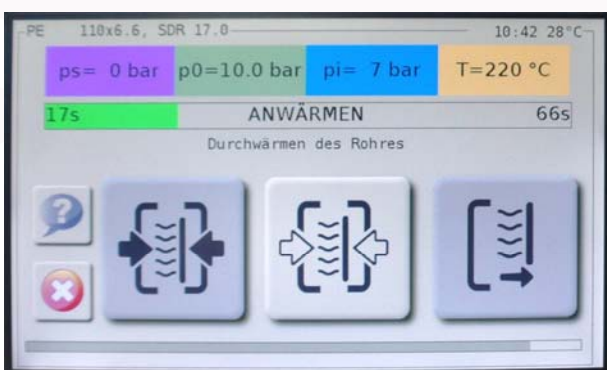 PE 110x6.6, SDR 17.0 10:42 28°C
ps= 0 bar p0=10.0 bar pi= 7 bar T=220 °C
17s ANWÄRMEN 66s
Durchwärmen des Rohres
?